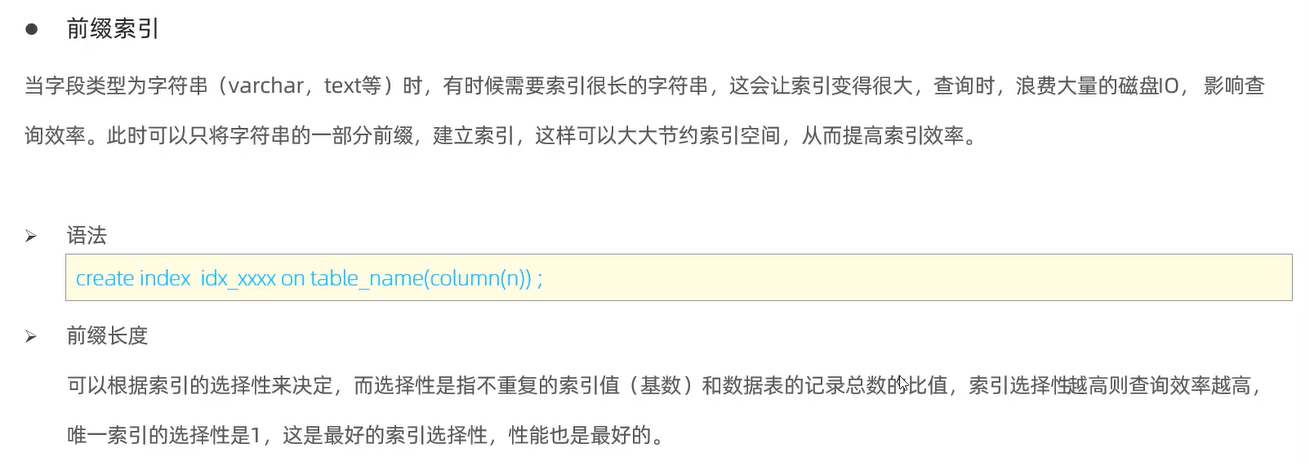 ● 前缀索引
当字段类型为字符串（varchar，text等）时，有时候需要索引很长的字符串，这会让索引变得很大，查询时，浪费大量的磁盘IO， 影响查
询效率。此时可以只将字符串的一部分前缀，建立索引，这样可以大大节约索引空间，从而提高索引效率。
➢ 语法
create index  idx_xxxx on table_name(column(n)) ;
➢ 前缀长度
可以根据索引的选择性来决定，而选择性是指不重复的索引值（基数）和数据表的记录总数的比值，索引选择性越高则查询效率越高，
唯一索引的选择性是1，这是最好的索引选择性，性能也是最好的。